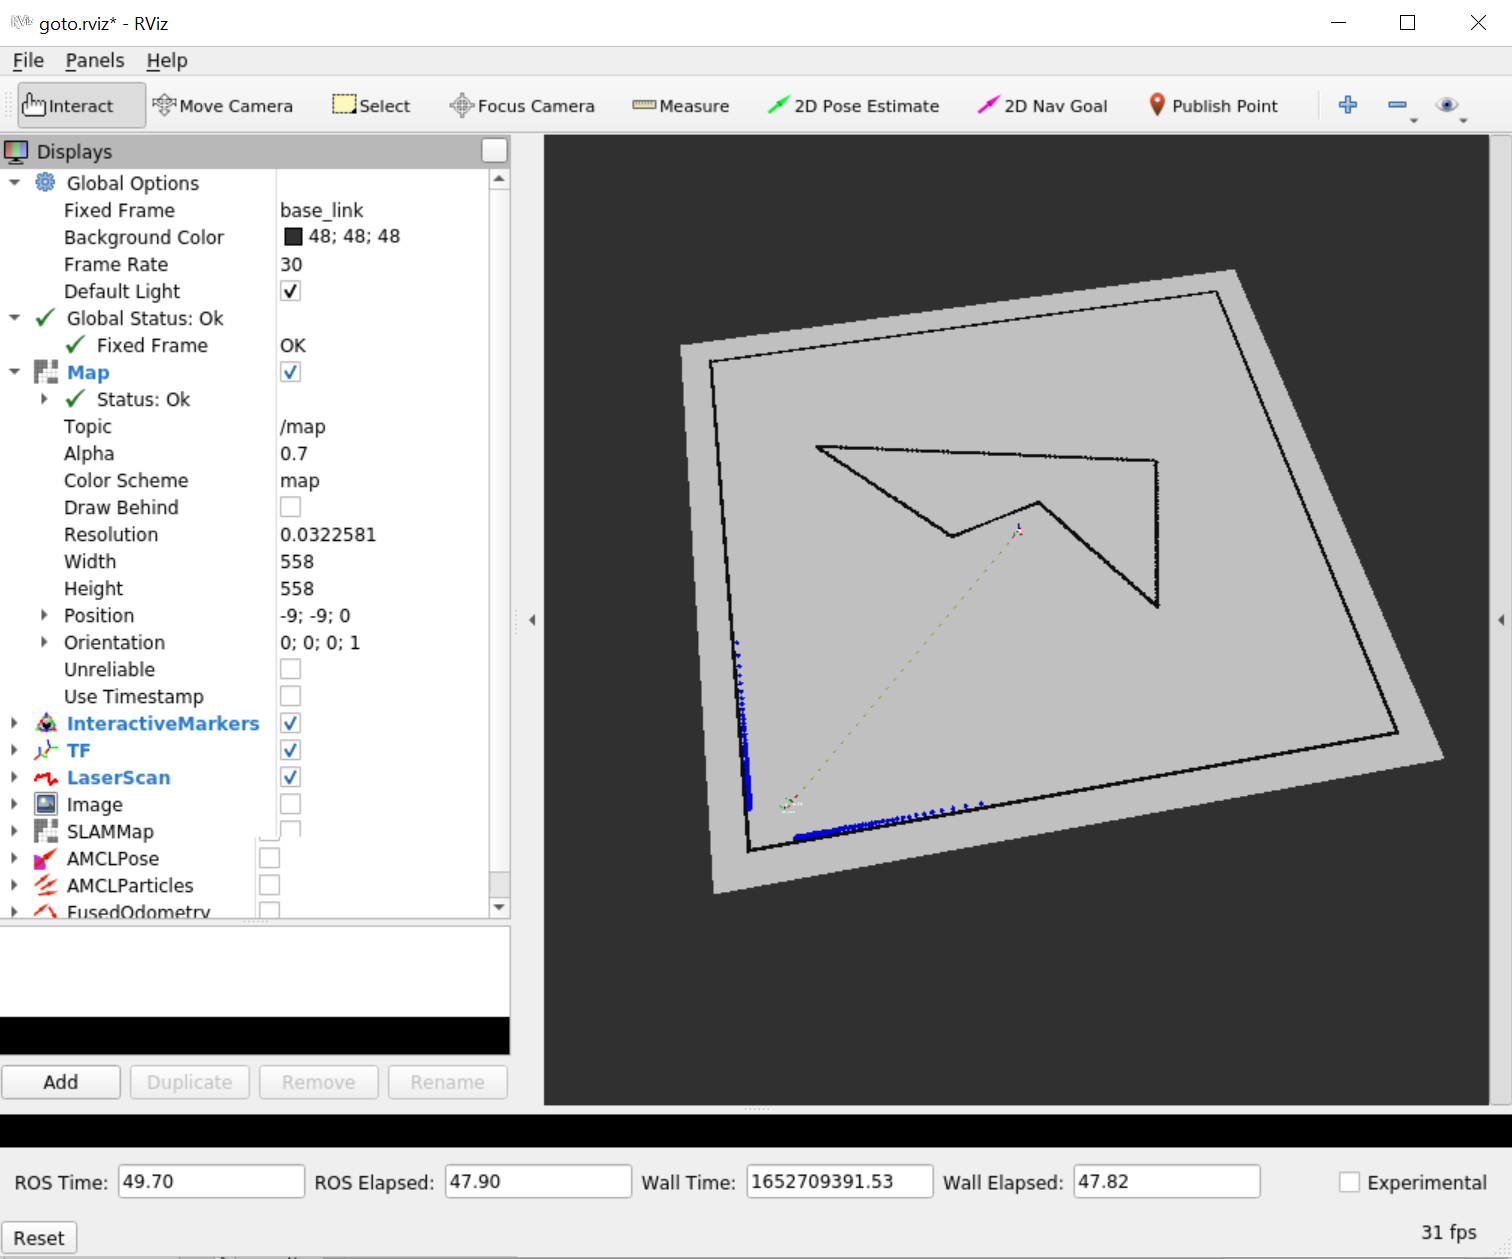 goto.rviz* - RViz
File Panels Help
Interact Move Camera Select Focus Camera Measure 2D Pose Estimate 2D Nav Goal Publish Point
Displays
Global Options
Fixed Frame base_link
Background Color 48; 48; 48
Frame Rate 30
Default Light
Global Status: Ok
Fixed Frame OK
Map
Status: Ok
Topic /map
Alpha 0.7
Color Scheme map
Draw Behind
Resolution 0.0322581
Width 558
Height 558
Position -9; -9; 0
Orientation 0; 0; 0; 1
Unreliable
Use Timestamp
InteractiveMarkers
TF
LaserScan
Image
SLAMMap
AMCLPose
AMCLParticles
FusedOdometry
Add Duplicate Remove Rename
ROS Time: 49.70 ROS Elapsed: 47.90 Wall Time: 1652709391.53 Wall Elapsed: 47.82 Experimental
Reset 31 fps